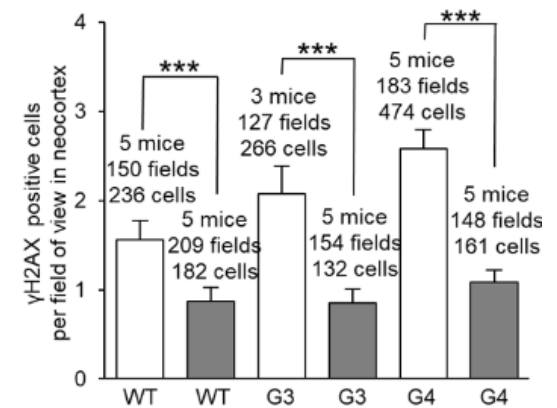 γH2AX positive cells
per field of view in neocortex
4
3
2
1
0
***
***
***
5 mice
150 fields
236 cells
5 mice
209 fields
182 cells
3 mice
127 fields
266 cells
5 mice
154 fields
132 cells
5 mice
183 fields
474 cells
5 mice
148 fields
161 cells
WT WT G3 G3 G4 G4